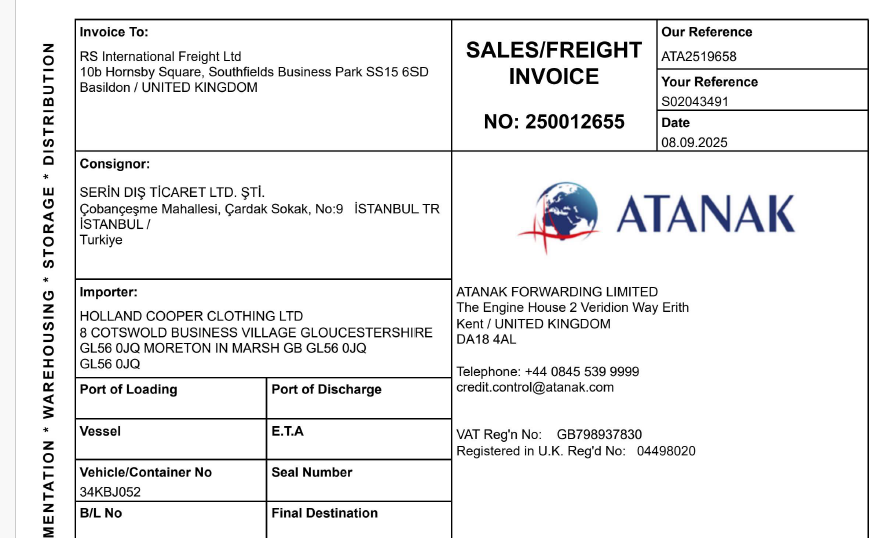 MENTATION * WAREHOUSING * STORAGE * DISTRIBUTION
Invoice To:
RS International Freight Ltd
10b Hornsby Square, Southfields Business Park SS15 6SD
Basildon / UNITED KINGDOM
SALES/FREIGHT
INVOICE
NO: 250012655
Our Reference
ATA2519658
Your Reference
S02043491
Date
08.09.2025
Consignor:
SERİN DIŞ TİCARET LTD. ŞTİ.
Çobançeşme Mahallesi, Çardak Sokak, No:9 İSTANBUL TR
İSTANBUL /
Turkiye
ATANAK
Importer:
HOLLAND COOPER CLOTHING LTD
8 COTSWOLD BUSINESS VILLAGE GLOUCESTERSHIRE
GL56 0JQ MORETON IN MARSH GB GL56 0JQ
GL56 0JQ
ATANAK FORWARDING LIMITED
The Engine House 2 Veridion Way Erith
Kent / UNITED KINGDOM
DA18 4AL
Telephone: +44 0845 539 9999
credit.control@atanak.com
VAT Reg'n No: GB798937830
Registered in U.K. Reg'd No: 04498020
Port of Loading
Port of Discharge
Vessel
E.T.A
Vehicle/Container No
34KBJ052
Seal Number
B/L No
Final Destination